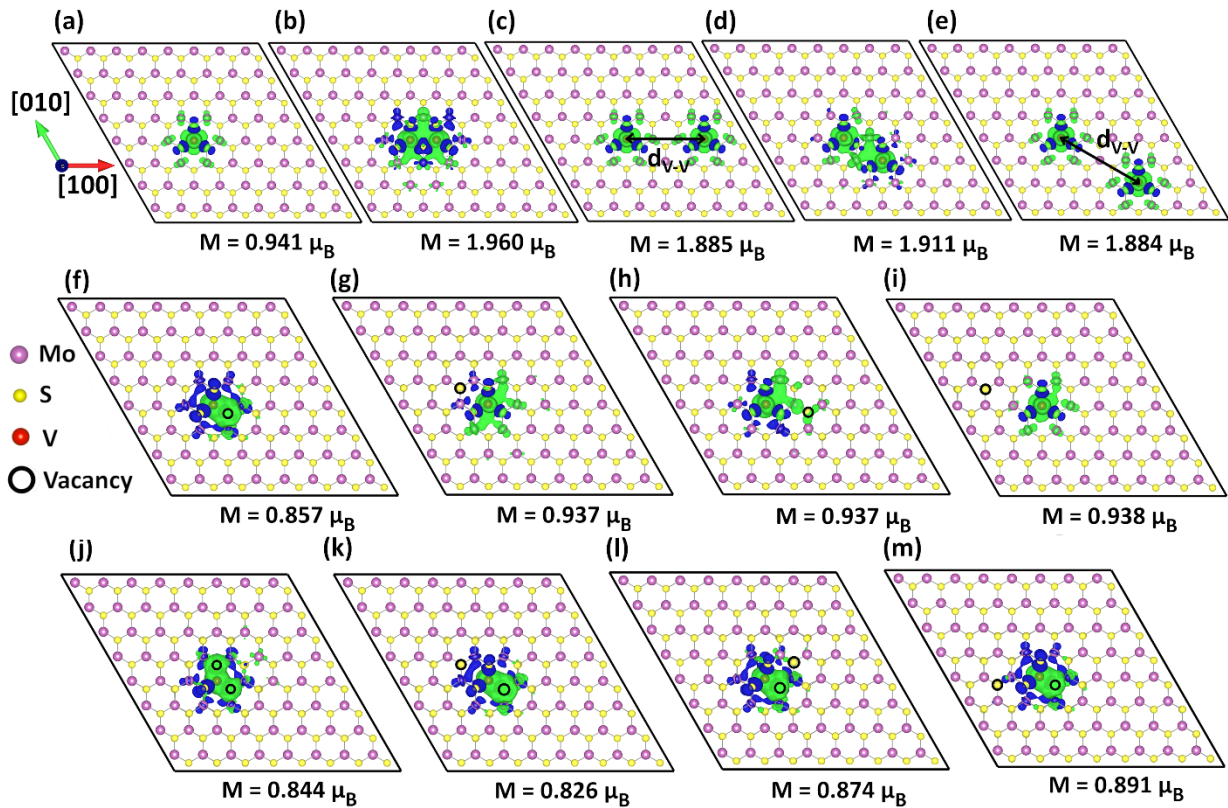 (a)
(b)
(c)
(d)
(e)
[010]
[100]
d_V-V
d_V-V
M = 0.941 μ_B
M = 1.960 μ_B
M = 1.885 μ_B
M = 1.911 μ_B
M = 1.884 μ_B
(f)
(g)
(h)
(i)
Mo
S
V
Vacancy
M = 0.857 μ_B
M = 0.937 μ_B
M = 0.937 μ_B
M = 0.938 μ_B
(j)
(k)
(l)
(m)
M = 0.844 μ_B
M = 0.826 μ_B
M = 0.874 μ_B
M = 0.891 μ_B